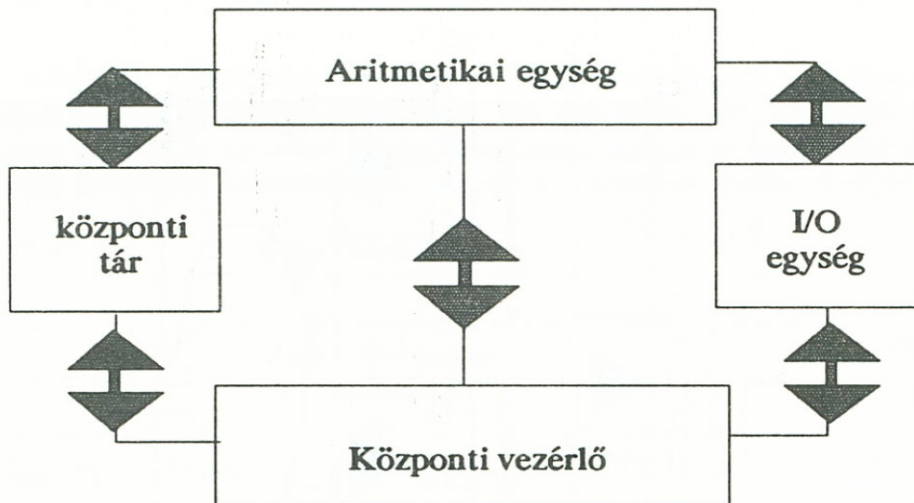 Aritmetikai egység
központi
tár
I/O
egység
Központi vezérlő